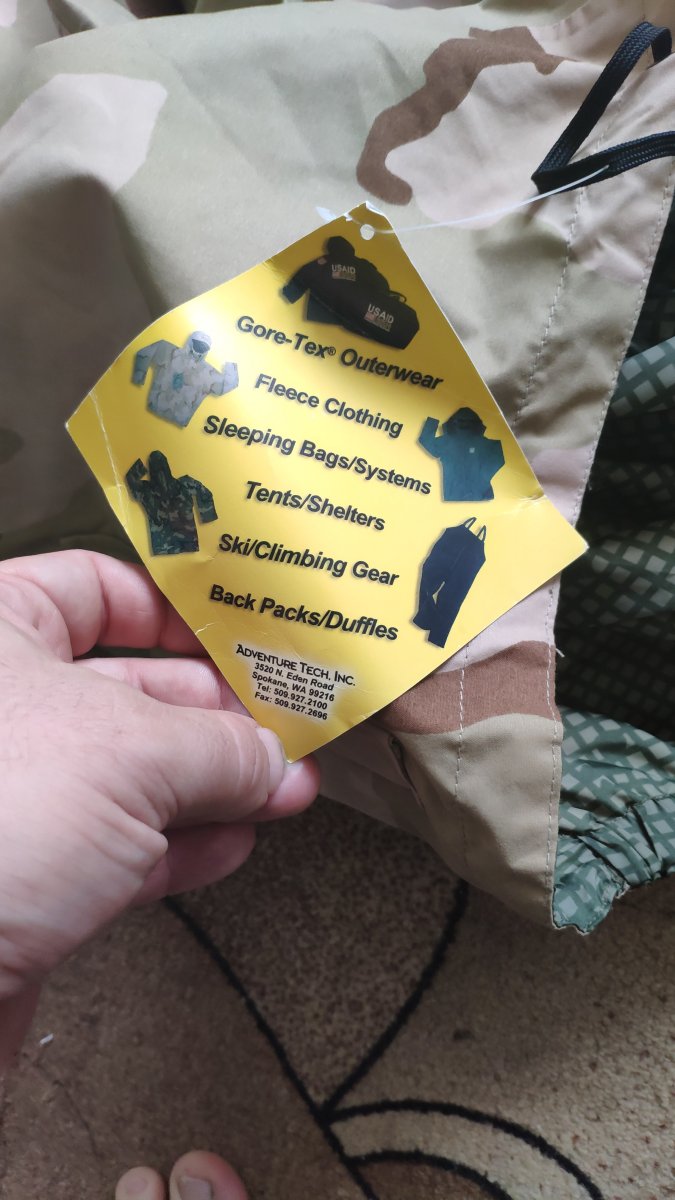 USAID
USAID
Gore-Tex® Outerwear
Fleece Clothing
Sleeping Bags/Systems
Tents/Shelters
Ski/Climbing Gear
Back Packs/Duffles
ADVENTURE TECH, INC.
3520 N. Eden Road
Spokane, WA 99216
Tel: 509.927.2100
Fax: 509.927.2696